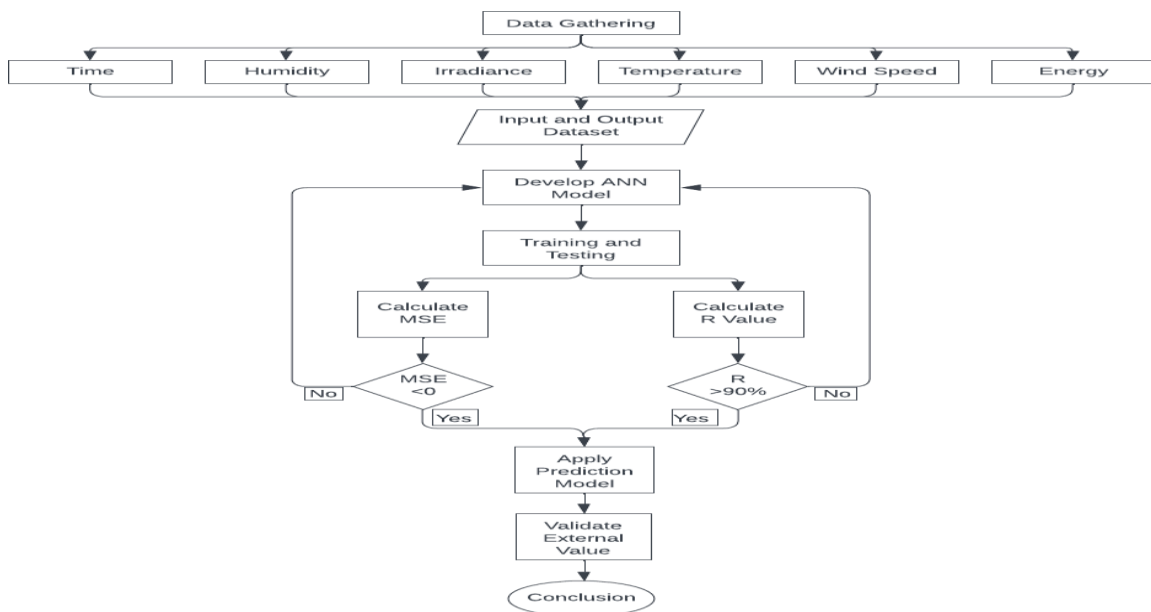 Data Gathering
Time
Humidity
Irradiance
Temperature
Wind Speed
Energy
Input and Output
Dataset
Develop ANN
Model
Training and
Testing
Calculate
MSE
Calculate
R Value
MSE
<0
R
>90%
No
Yes
Yes
No
Apply
Prediction
Model
Validate
External
Value
Conclusion